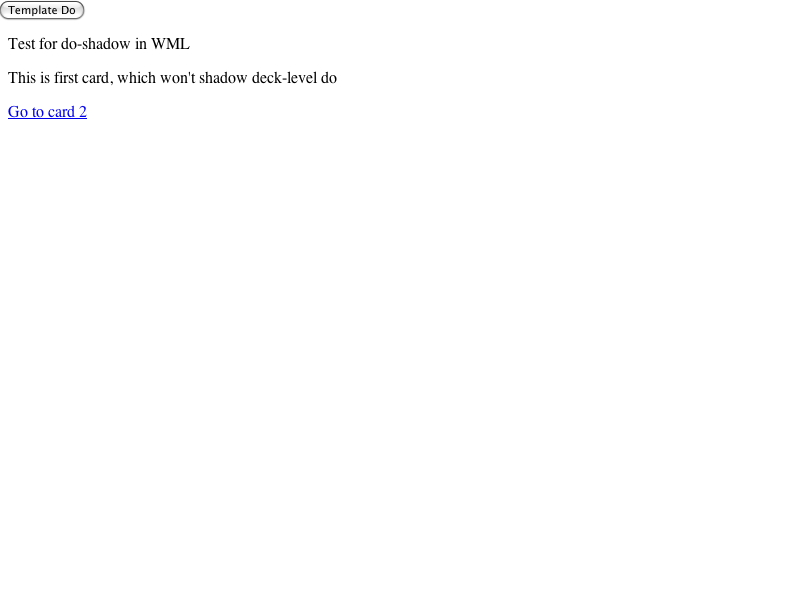 Template Do
Test for do-shadow in WML
This is first card, which won't shadow deck-level do
Go to card 2